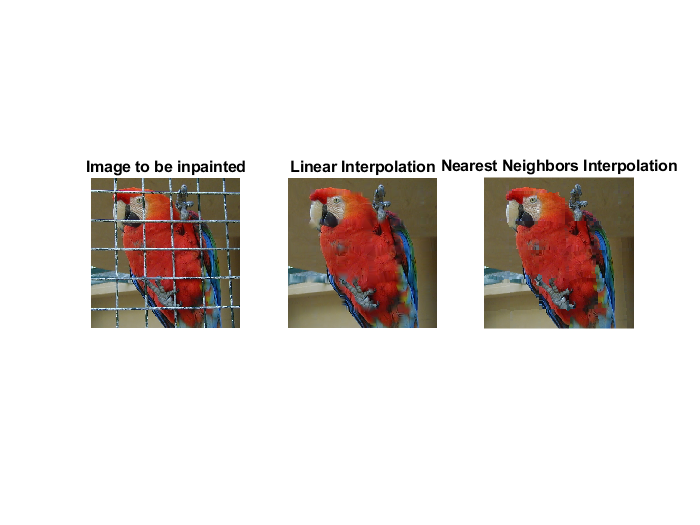 Image to be inpainted
Linear Interpolation
Nearest Neighbors Interpolation